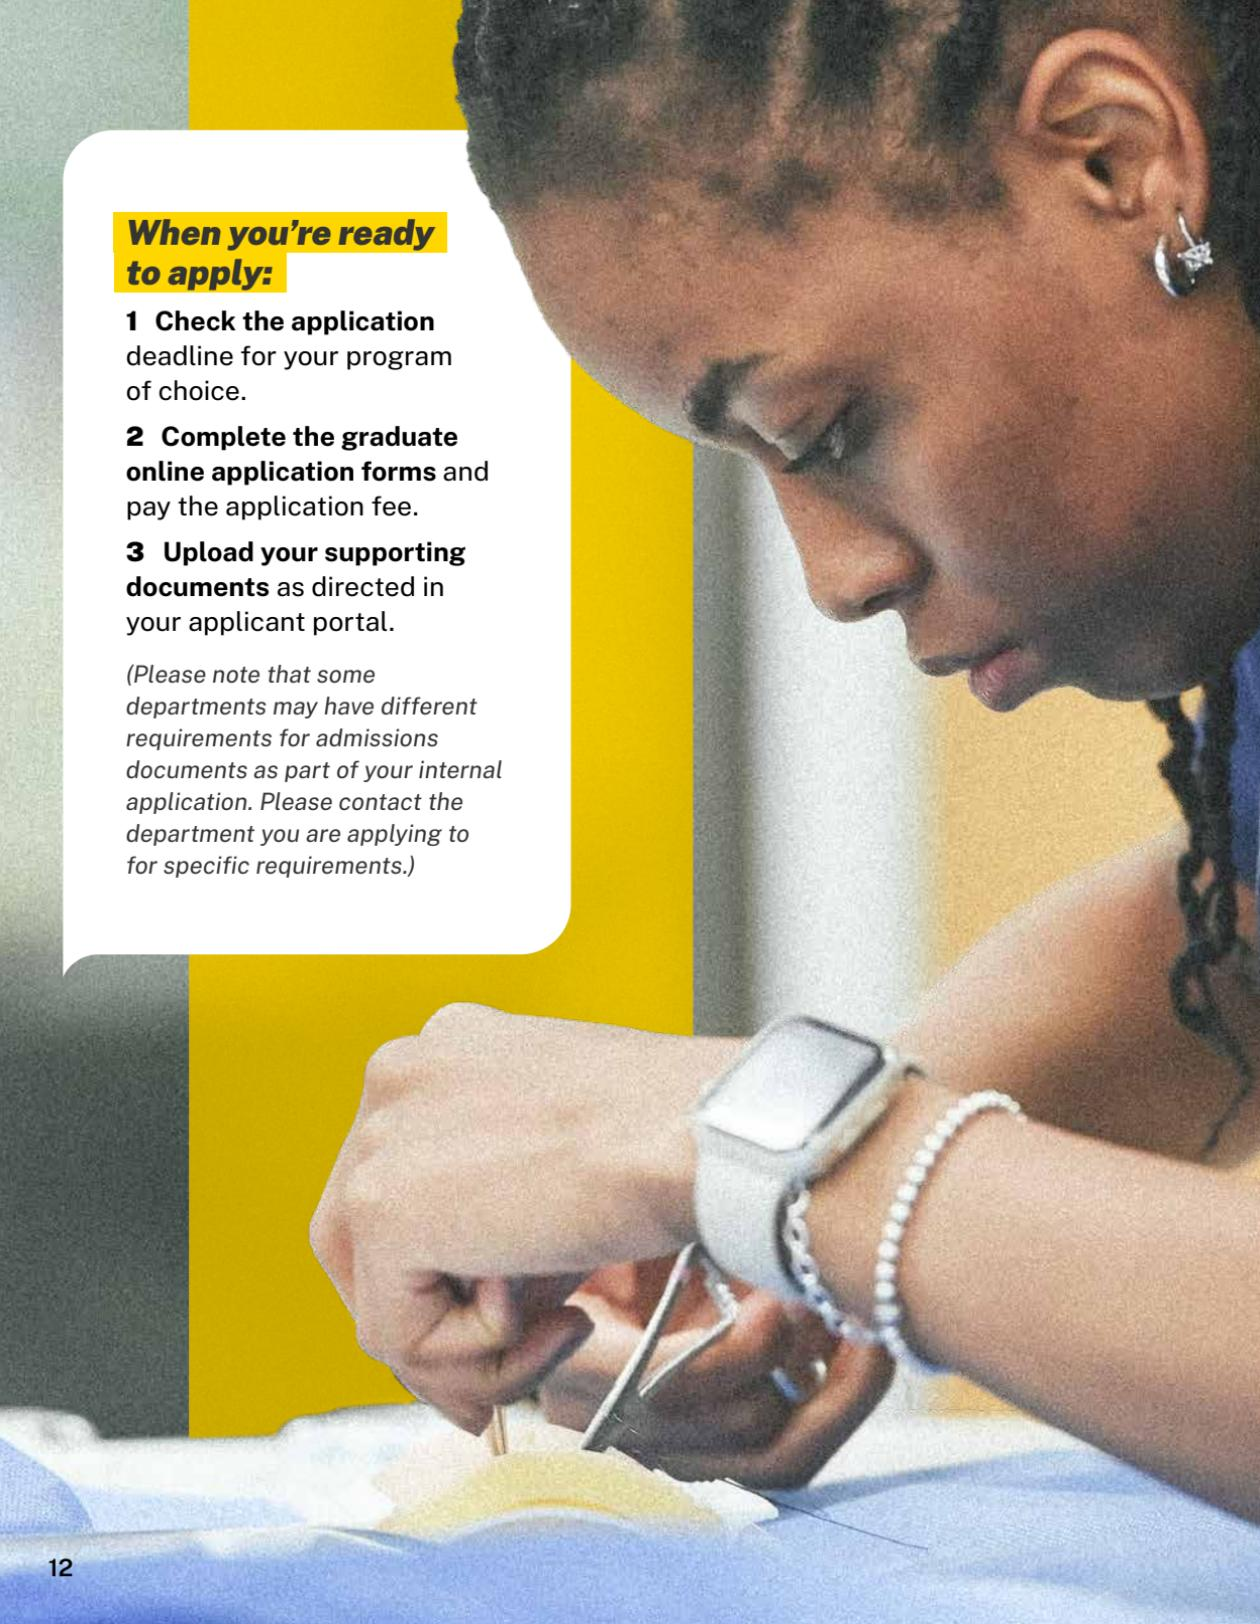 When you’re ready
to apply:
1 Check the application
deadline for your program
of choice.
2 Complete the graduate
online application forms and
pay the application fee.
3 Upload your supporting
documents as directed in
your applicant portal.
(Please note that some
departments may have different
requirements for admissions
documents as part of your internal
application. Please contact the
department you are applying to
for specific requirements.)
12